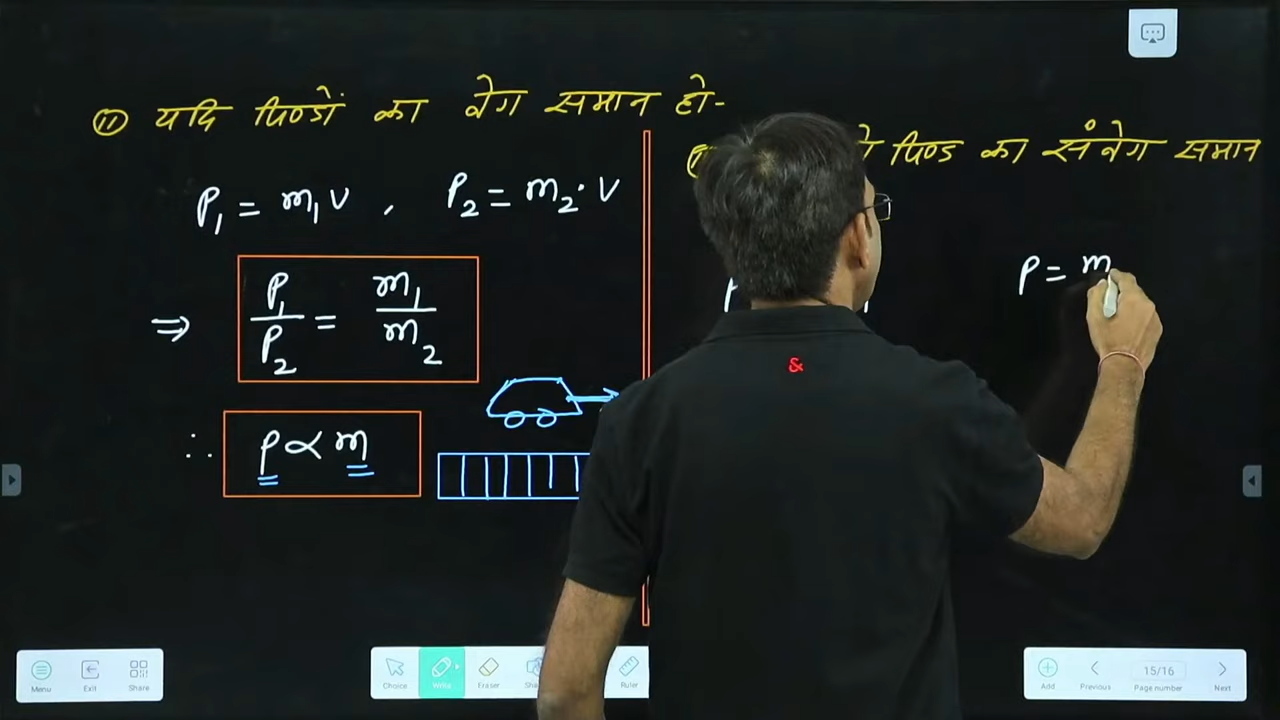 (ii) यदि पिण्डों का वेग समान हो-
P₁ = m₁v , P₂ = m₂·v
⇒ P₁/P₂ = m₁/m₂
∴ p ∝ m
पिण्ड का संवेग समान
P = m
&
Menu
Exit
Share
Choice
Write
Eraser
Ruler
Add
Previous
15/16
Page number
Next